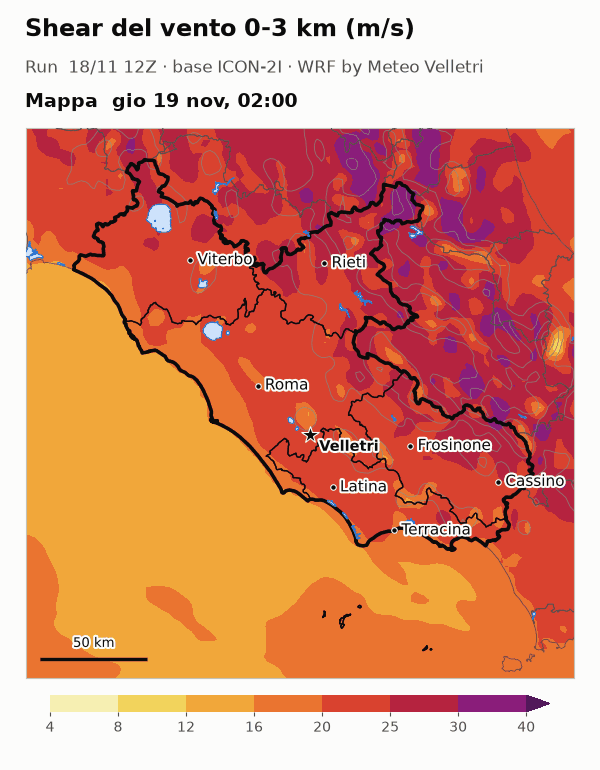 Shear del vento 0-3 km (m/s)
Run  18/11 12Z · base ICON-2I · WRF by Meteo Velletri
Mappa  gio 19 nov, 02:00
Viterbo
Rieti
Roma
Velletri
Frosinone
Cassino
Latina
Terracina
50 km
4 8 12 16 20 25 30 40